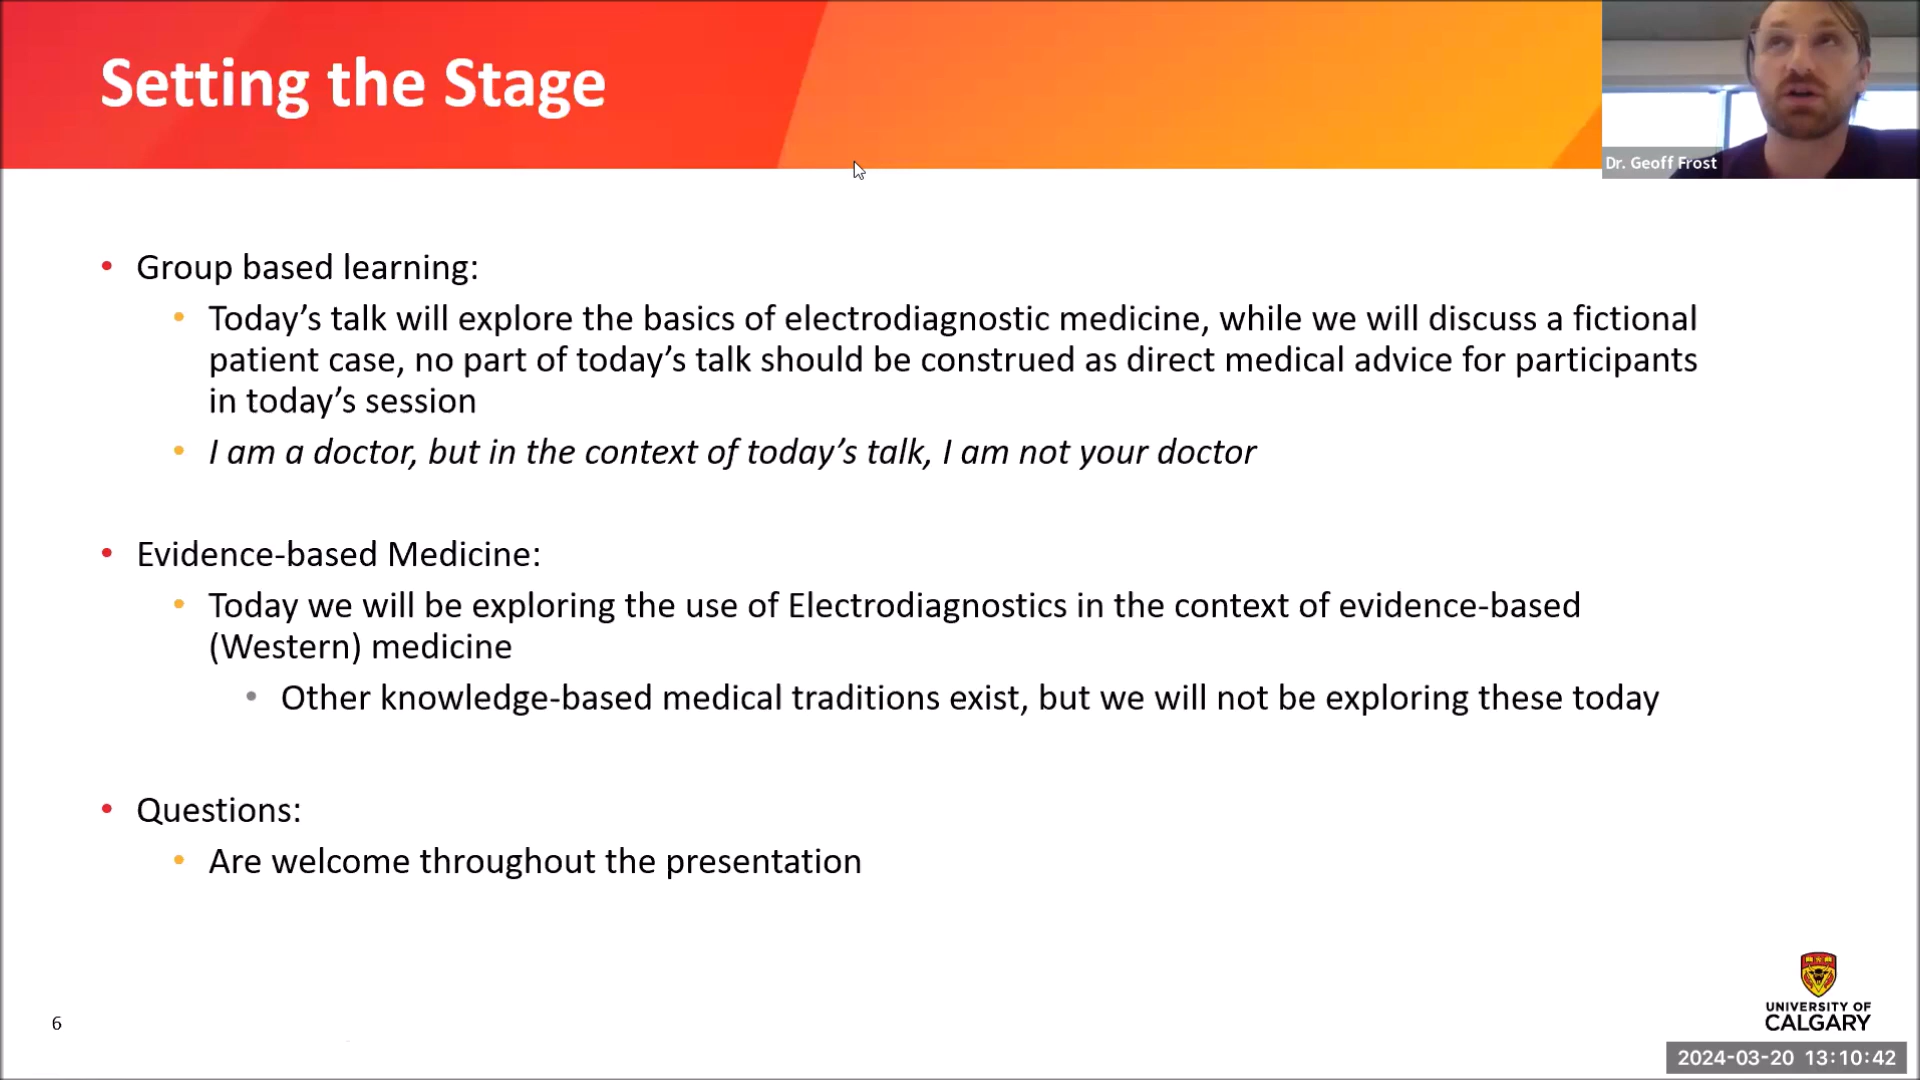 Setting the Stage
Dr. Geoff Frost
• Group based learning:
• Today’s talk will explore the basics of electrodiagnostic medicine, while we will discuss a fictional
patient case, no part of today’s talk should be construed as direct medical advice for participants
in today’s session
• I am a doctor, but in the context of today’s talk, I am not your doctor
• Evidence-based Medicine:
• Today we will be exploring the use of Electrodiagnostics in the context of evidence-based
(Western) medicine
• Other knowledge-based medical traditions exist, but we will not be exploring these today
• Questions:
• Are welcome throughout the presentation
6
UNIVERSITY OF
CALGARY
2024-03-20 13:10:42